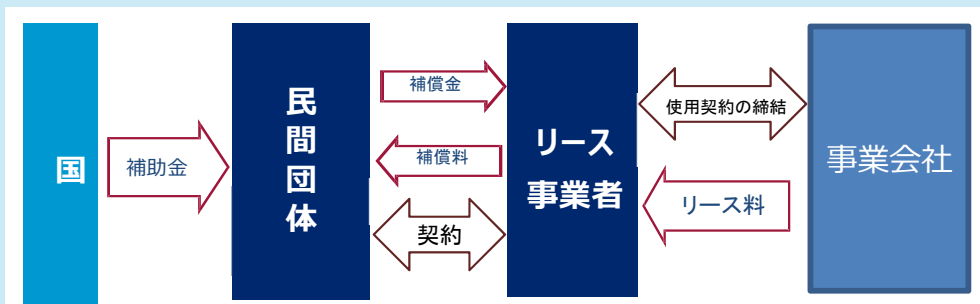 国
補助金
民間団体
補償金
補償料
契約
リース
事業者
使用契約の締結
リース料
事業会社